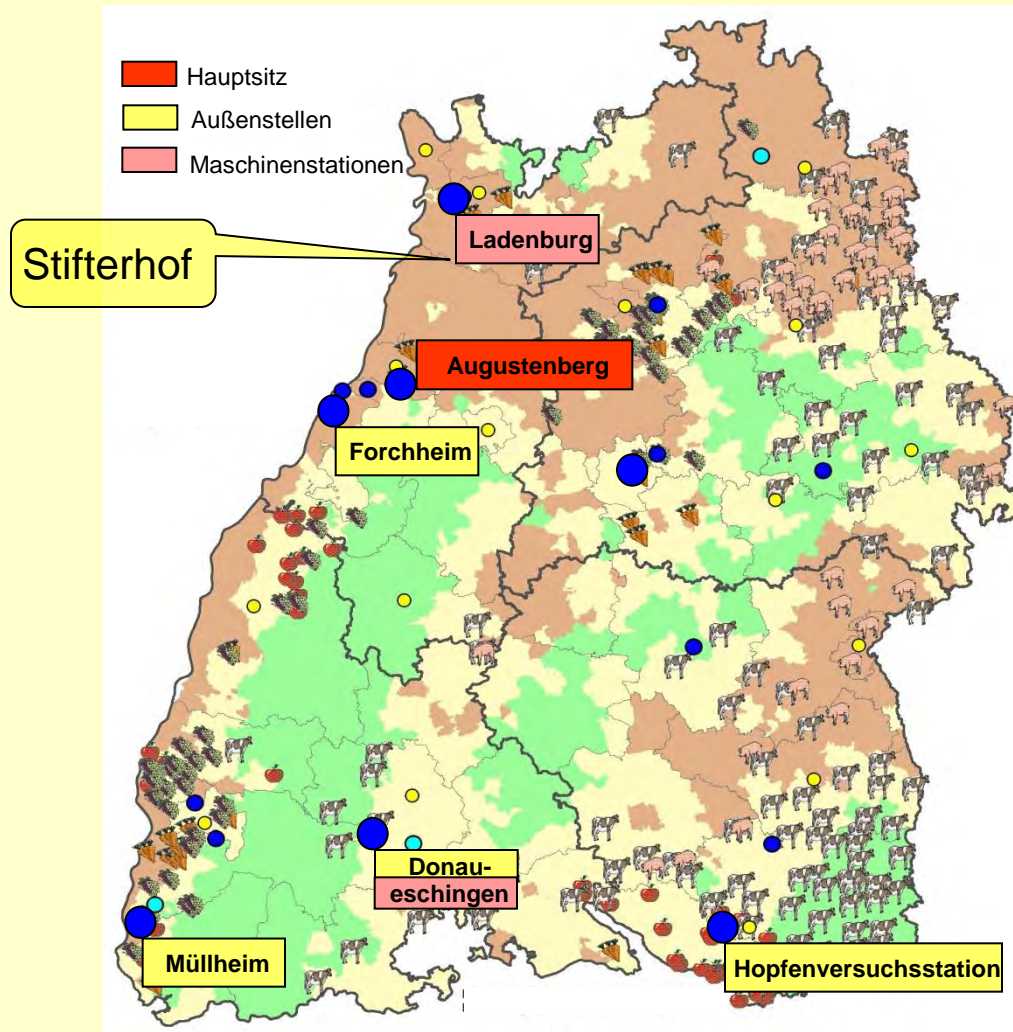 Hauptsitz
Außenstellen
Maschinenstationen
Ladenburg
Stifterhof
Augustenberg
Forchheim
Donau-
eschingen
Müllheim
Hopfenversuchsstation